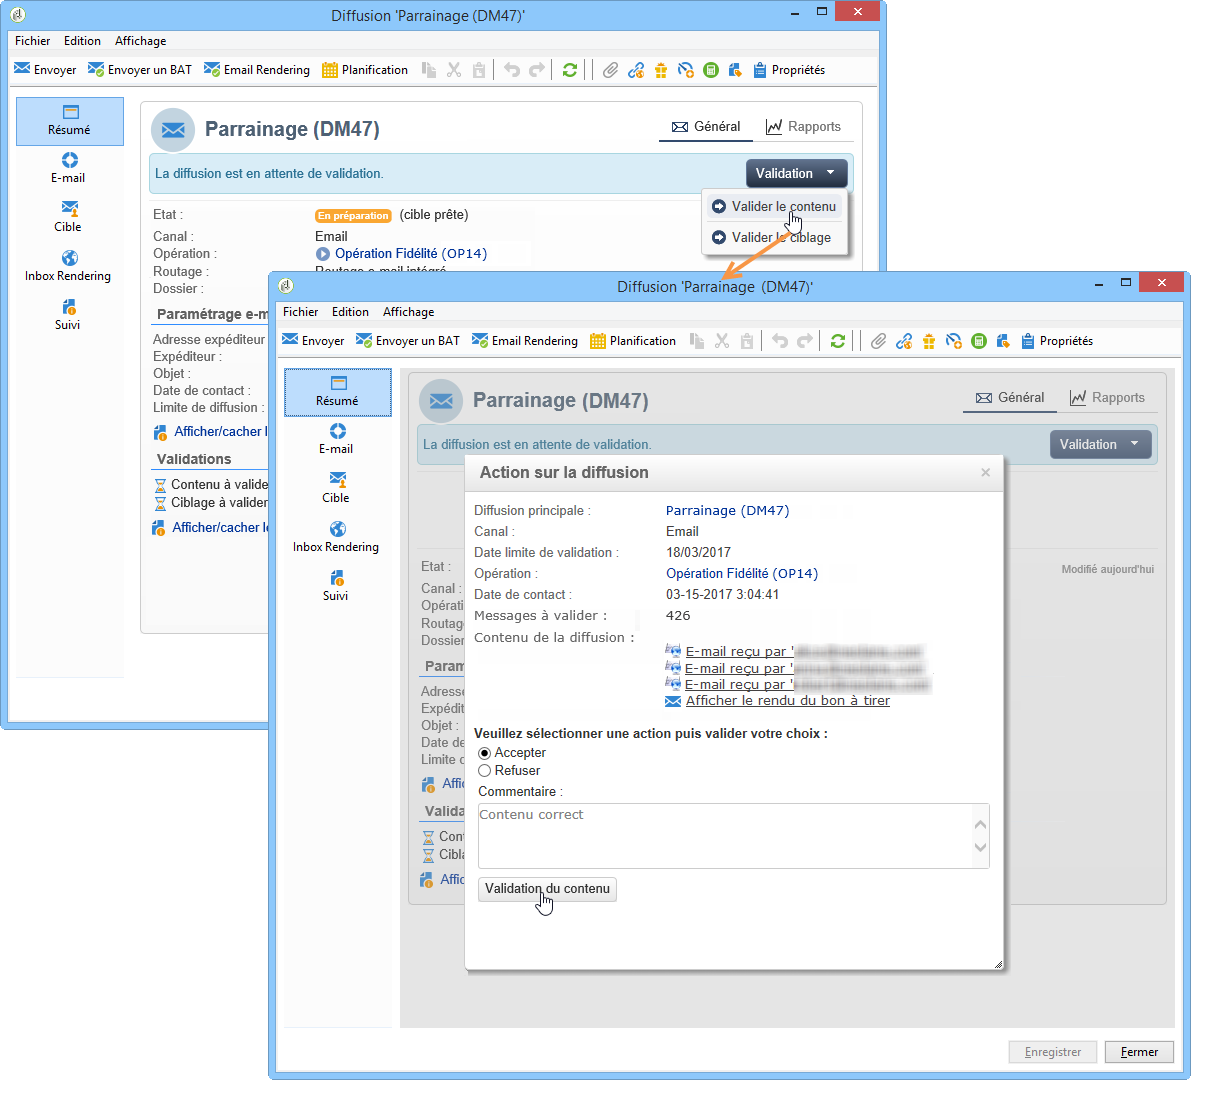 Diffusion 'Parrainage (DM47)'
Fichier Edition Affichage
Envoyer Envoyer un BAT Email Rendering Planification Propriétés
Résumé
E-mail
Cible
Inbox Rendering
Suivi
Parrainage (DM47)
Général Rapports
La diffusion est en attente de validation.
Validation
Valider le contenu
Valider le ciblage
Etat : En préparation (cible prête)
Canal : Email
Opération : Opération Fidélité (OP14)
Routage : Routage e-mail intégré
Dossier :
Paramétrage e-m
Adresse expéditeur
Expéditeur :
Objet :
Date de contact :
Limite de diffusion :
Afficher/cacher l
Validations
Contenu à valide
Ciblage à valider
Afficher/cacher le
Diffusion 'Parrainage (DM47)'
Fichier Edition Affichage
Envoyer Envoyer un BAT Email Rendering Planification Propriétés
Résumé
E-mail
Cible
Inbox Rendering
Suivi
Parrainage (DM47)
Général Rapports
La diffusion est en attente de validation.
Validation
Etat :
Modifié aujourd'hui
Canal :
Opérati
Routag
Dossier
Param
Adress
Expédit
Objet :
Date de
Limite d
Affi
Valida
Con
Cibl
Affic
Action sur la diffusion
×
Diffusion principale : Parrainage (DM47)
Canal : Email
Date limite de validation : 18/03/2017
Opération : Opération Fidélité (OP14)
Date de contact : 03-15-2017 3:04:41
Messages à valider : 426
Contenu de la diffusion :
E-mail reçu par '
E-mail reçu par '
E-mail reçu par '
Afficher le rendu du bon à tirer
Veuillez sélectionner une action puis valider votre choix :
Accepter
Refuser
Commentaire :
Contenu correct
Validation du contenu
Enregistrer Fermer